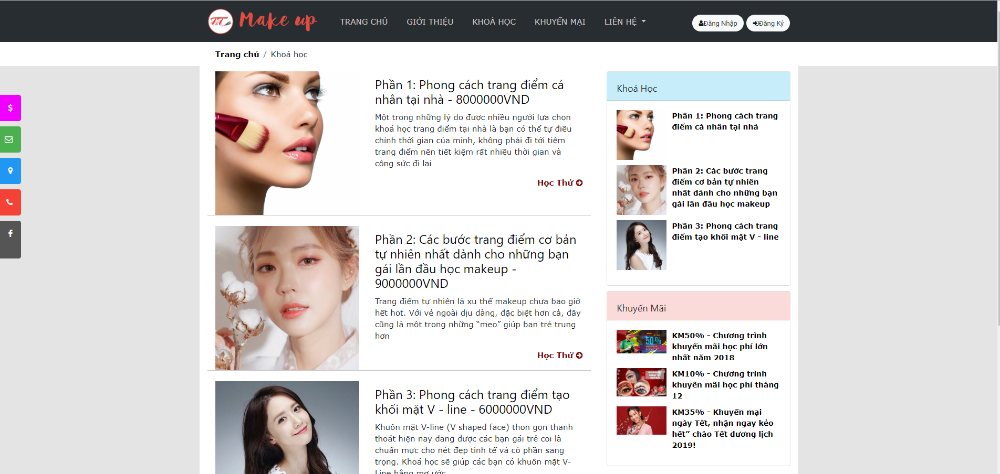 T&T Make up
TRANG CHỦ
GIỚI THIỆU
KHOÁ HỌC
KHUYẾN MẠI
LIÊN HỆ
Đăng Nhập
Đăng Ký
Trang chủ / Khoá học
Phần 1: Phong cách trang điểm cá
nhân tại nhà - 8000000VND
Một trong những lý do được nhiều người lựa chọn
khoá học trang điểm tại nhà là bạn có thể tự điều
chỉnh thời gian của mình, không phải đi tới tiệm
trang điểm nên tiết kiệm rất nhiều thời gian và
công sức đi lại
Học Thử
Phần 2: Các bước trang điểm cơ bản
tự nhiên nhất dành cho những bạn
gái lần đầu học makeup -
9000000VND
Trang điểm tự nhiên là xu thế makeup chưa bao giờ
hết hot. Với vẻ ngoài dịu dàng, đặc biệt hơn cả, đây
cũng là một trong những “mẹo” giúp bạn trẻ trung
hơn
Học Thử
Phần 3: Phong cách trang điểm tạo
khối mặt V - line - 6000000VND
Khuôn mặt V-line (V shaped face) thon gọn thanh
thoát hiện nay đang được các bạn gái trẻ coi là
chuẩn mực cho nét đẹp tinh tế và có phần sang
trọng. Khoá học sẽ giúp các bạn có khuôn mặt V-
Line hằng mơ ước
Khoá Học
Phần 1: Phong cách trang
điểm cá nhân tại nhà
Phần 2: Các bước trang
điểm cơ bản tự nhiên
nhất dành cho những bạn
gái lần đầu học makeup
Phần 3: Phong cách trang
điểm tạo khối mặt V - line
Khuyến Mãi
50%
KM50% - Chương trình
khuyến mãi học phí lớn
nhất năm 2018
KM10% - Chương trình
khuyến mãi học phí tháng
12
KM35% - Khuyến mại
ngày Tết, nhận ngay kẻo
hết” chào Tết dương lịch
2019!